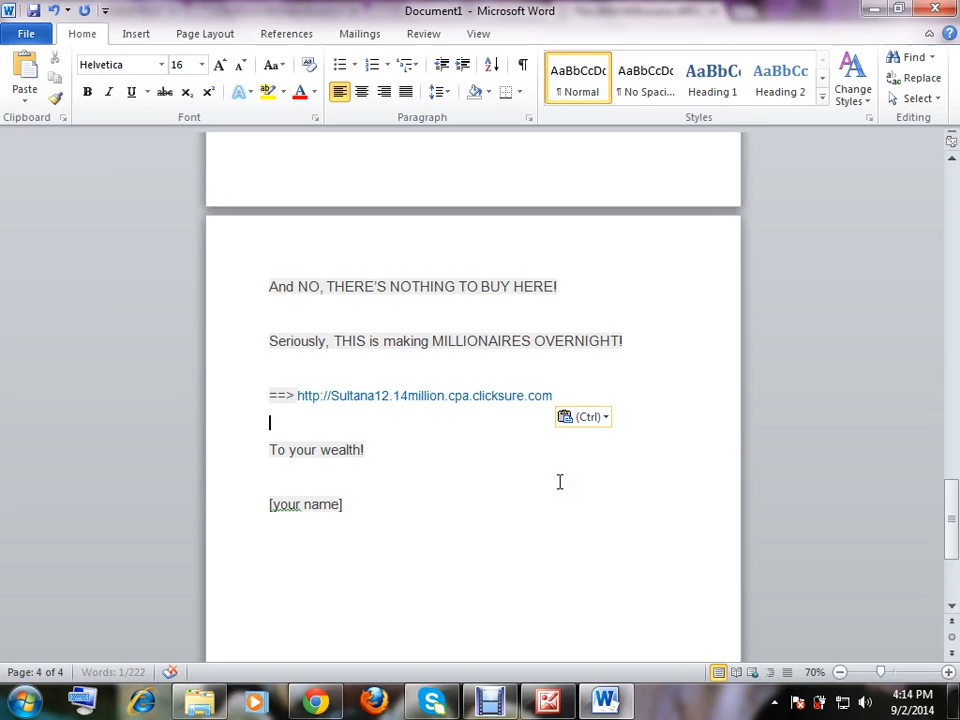 Document1 - Microsoft Word
File Home Insert Page Layout References Mailings Review View
Paste
Clipboard
Helvetica 16
Font
Paragraph
AaBbCcDc AaBbCcDc AaBbC AaBbCc
¶ Normal ¶ No Spaci... Heading 1 Heading 2
Change Styles
Styles
Find
Replace
Select
Editing
And NO, THERE'S NOTHING TO BUY HERE!
Seriously, THIS is making MILLIONAIRES OVERNIGHT!
==> http://Sultana12.14million.cpa.clicksure.com
(Ctrl)
To your wealth!
[your name]
Page: 4 of 4 Words: 1/222 70%
4:14 PM
9/2/2014